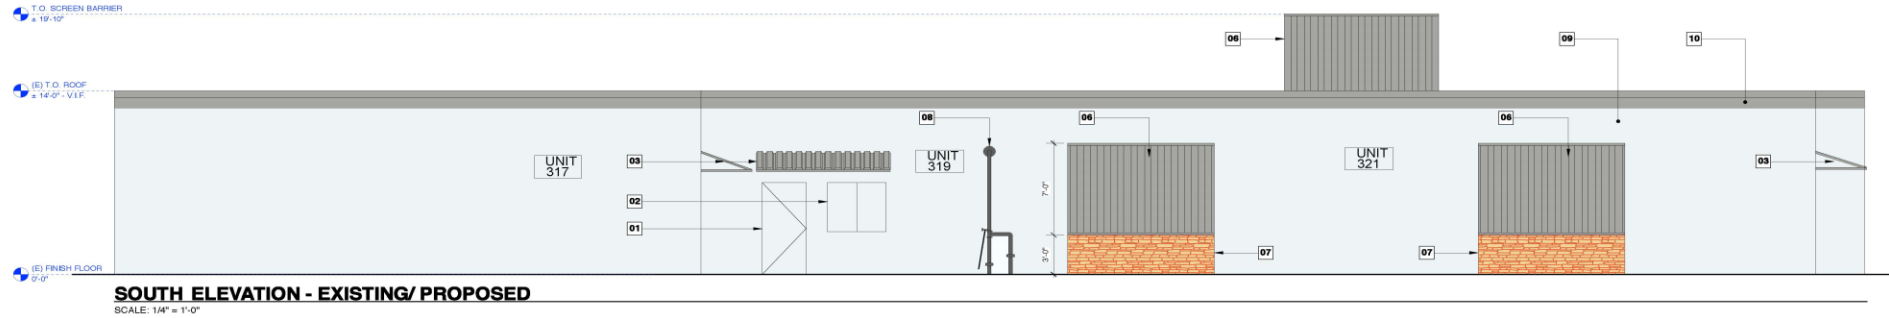 T.O. SCREEN BARRIER
± 19'-10"
06
09
10
(E) T.O. ROOF
± 14'-0" - V.I.F.
08
06
06
UNIT
317
03
UNIT
319
UNIT
321
03
02
7'-0"
01
3'-0"
07
07
(E) FINISH FLOOR
0'-0"
SOUTH ELEVATION - EXISTING/ PROPOSED
SCALE: 1/4" = 1'-0"